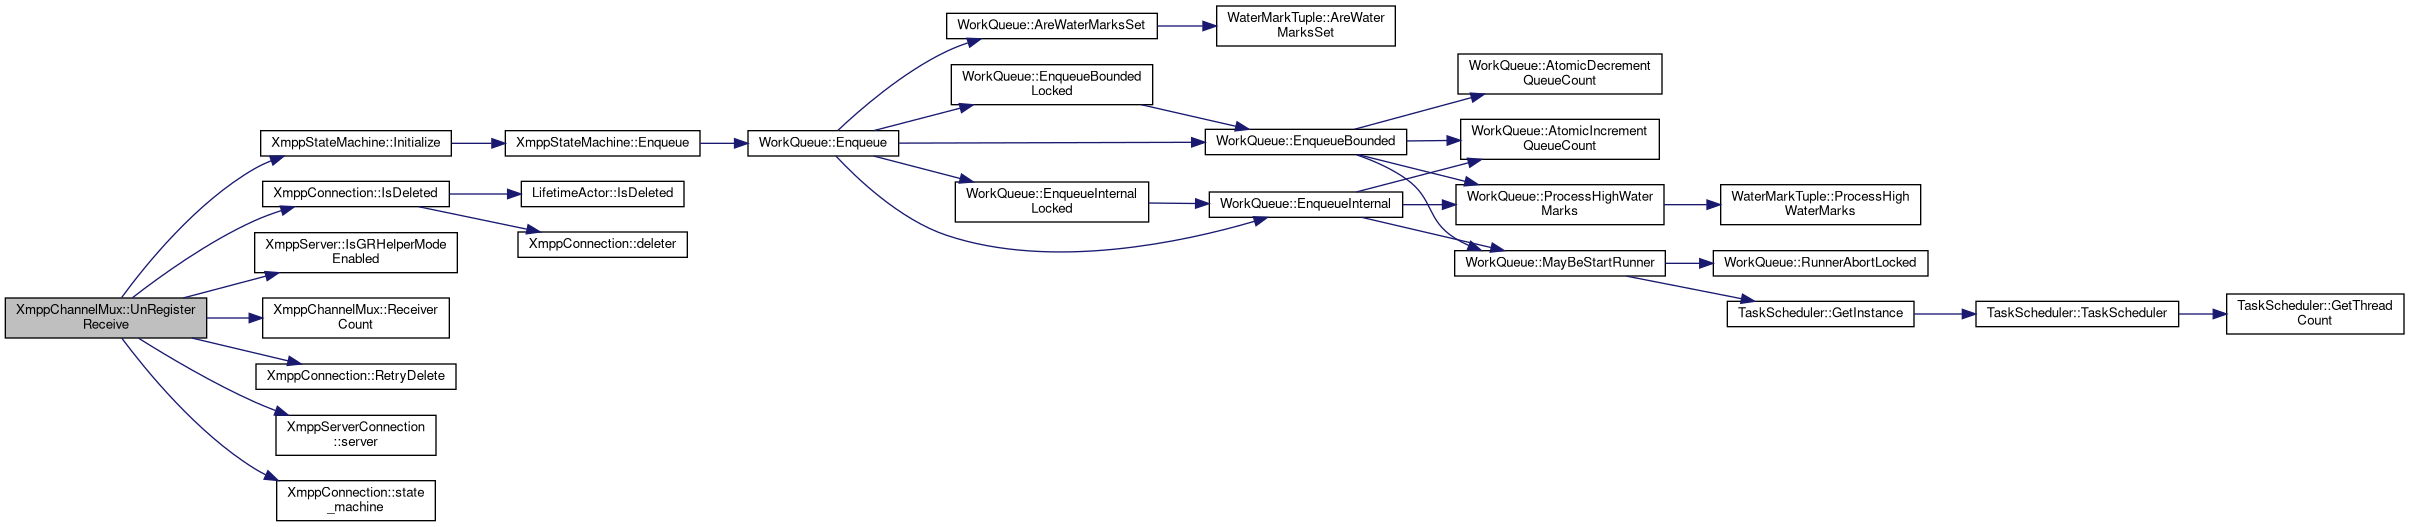 XmppChannelMux::UnRegister
Receive
XmppStateMachine::Initialize
XmppConnection::IsDeleted
XmppServer::IsGRHelperMode
Enabled
XmppChannelMux::Receiver
Count
XmppConnection::RetryDelete
XmppServerConnection
::server
XmppConnection::state
_machine
XmppStateMachine::Enqueue
LifetimeActor::IsDeleted
XmppConnection::deleter
WorkQueue::Enqueue
WorkQueue::AreWaterMarksSet
WorkQueue::EnqueueBounded
Locked
WorkQueue::EnqueueInternal
Locked
WaterMarkTuple::AreWater
MarksSet
WorkQueue::EnqueueBounded
WorkQueue::EnqueueInternal
WorkQueue::AtomicDecrement
QueueCount
WorkQueue::AtomicIncrement
QueueCount
WorkQueue::ProcessHighWater
Marks
WorkQueue::MayBeStartRunner
WaterMarkTuple::ProcessHigh
WaterMarks
WorkQueue::RunnerAbortLocked
TaskScheduler::GetInstance
TaskScheduler::TaskScheduler
TaskScheduler::GetThread
Count